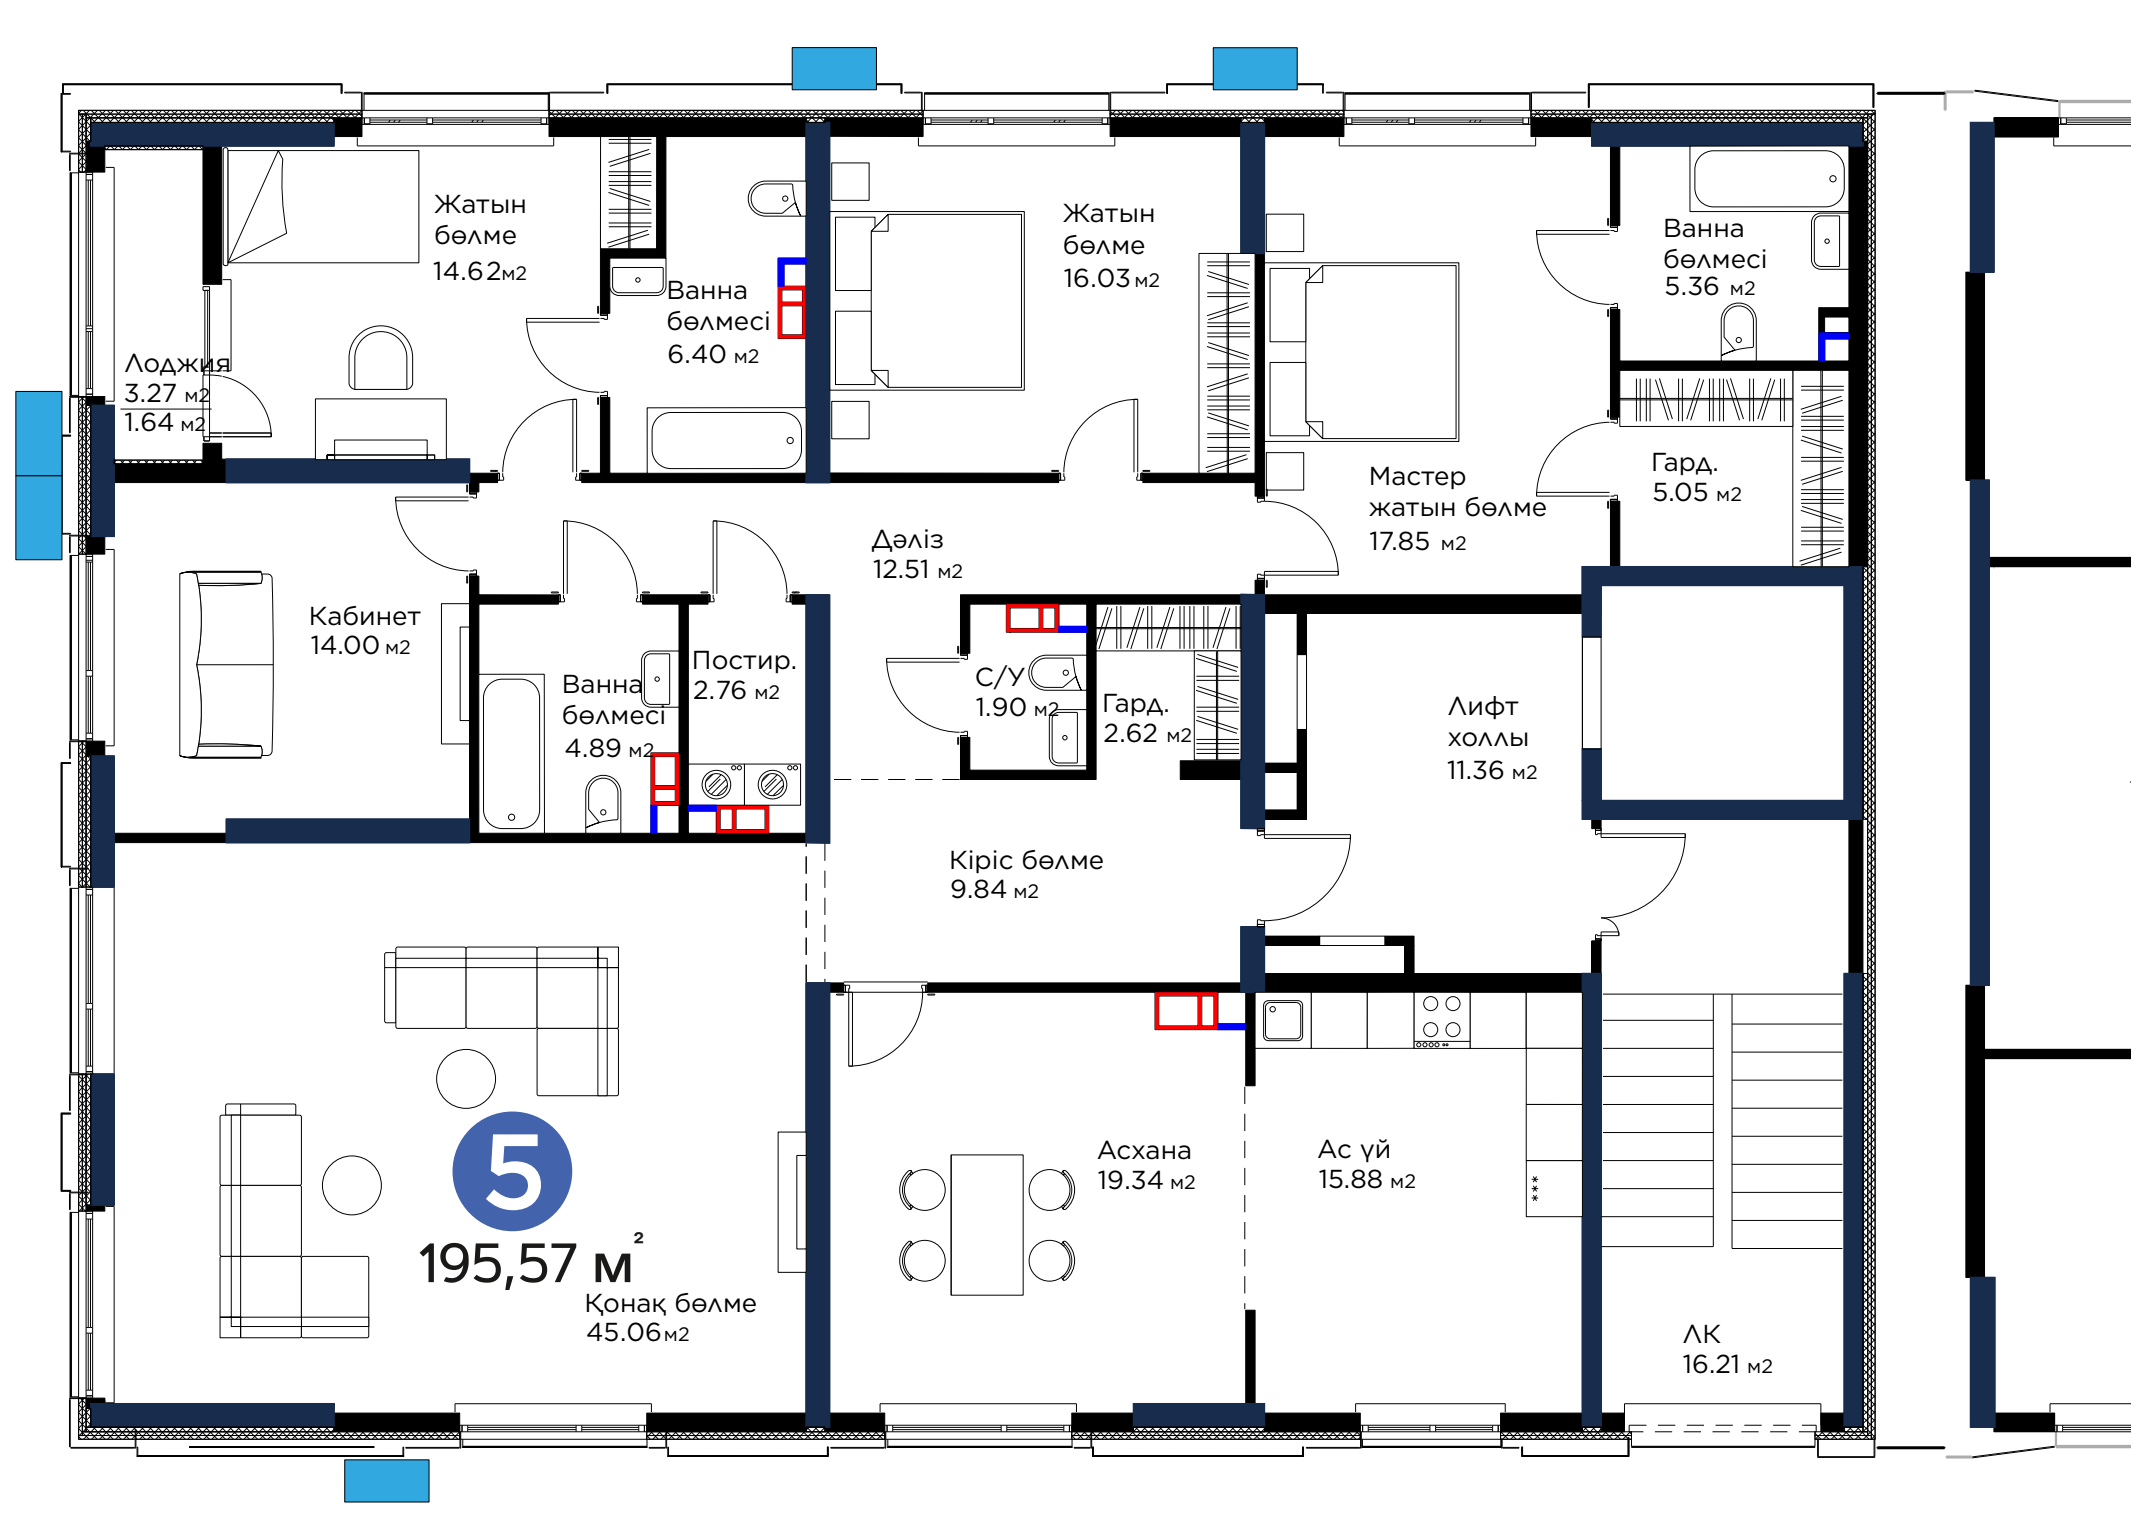 Жатын
бөлме
14.62м2
Ванна
бөлмесі
6.40 м2
Жатын
бөлме
16.03 м2
Ванна
бөлмесі
5.36 м2
Лоджия
3.27 м2
1.64 м2
Гард.
5.05 м2
Мастер
жатын бөлме
17.85 м2
Дәліз
12.51 м2
Кабинет
14.00 м2
Ванна
бөлмесі
4.89 м2
Постир.
2.76 м2
С/У
1.90 м2
Гард.
2.62 м2
Лифт
холлы
11.36 м2
Кіріс бөлме
9.84 м2
5
195,57 м²
Қонақ бөлме
45.06м2
Асхана
19.34 м2
Ас үй
15.88 м2
***
ЛК
16.21 м2